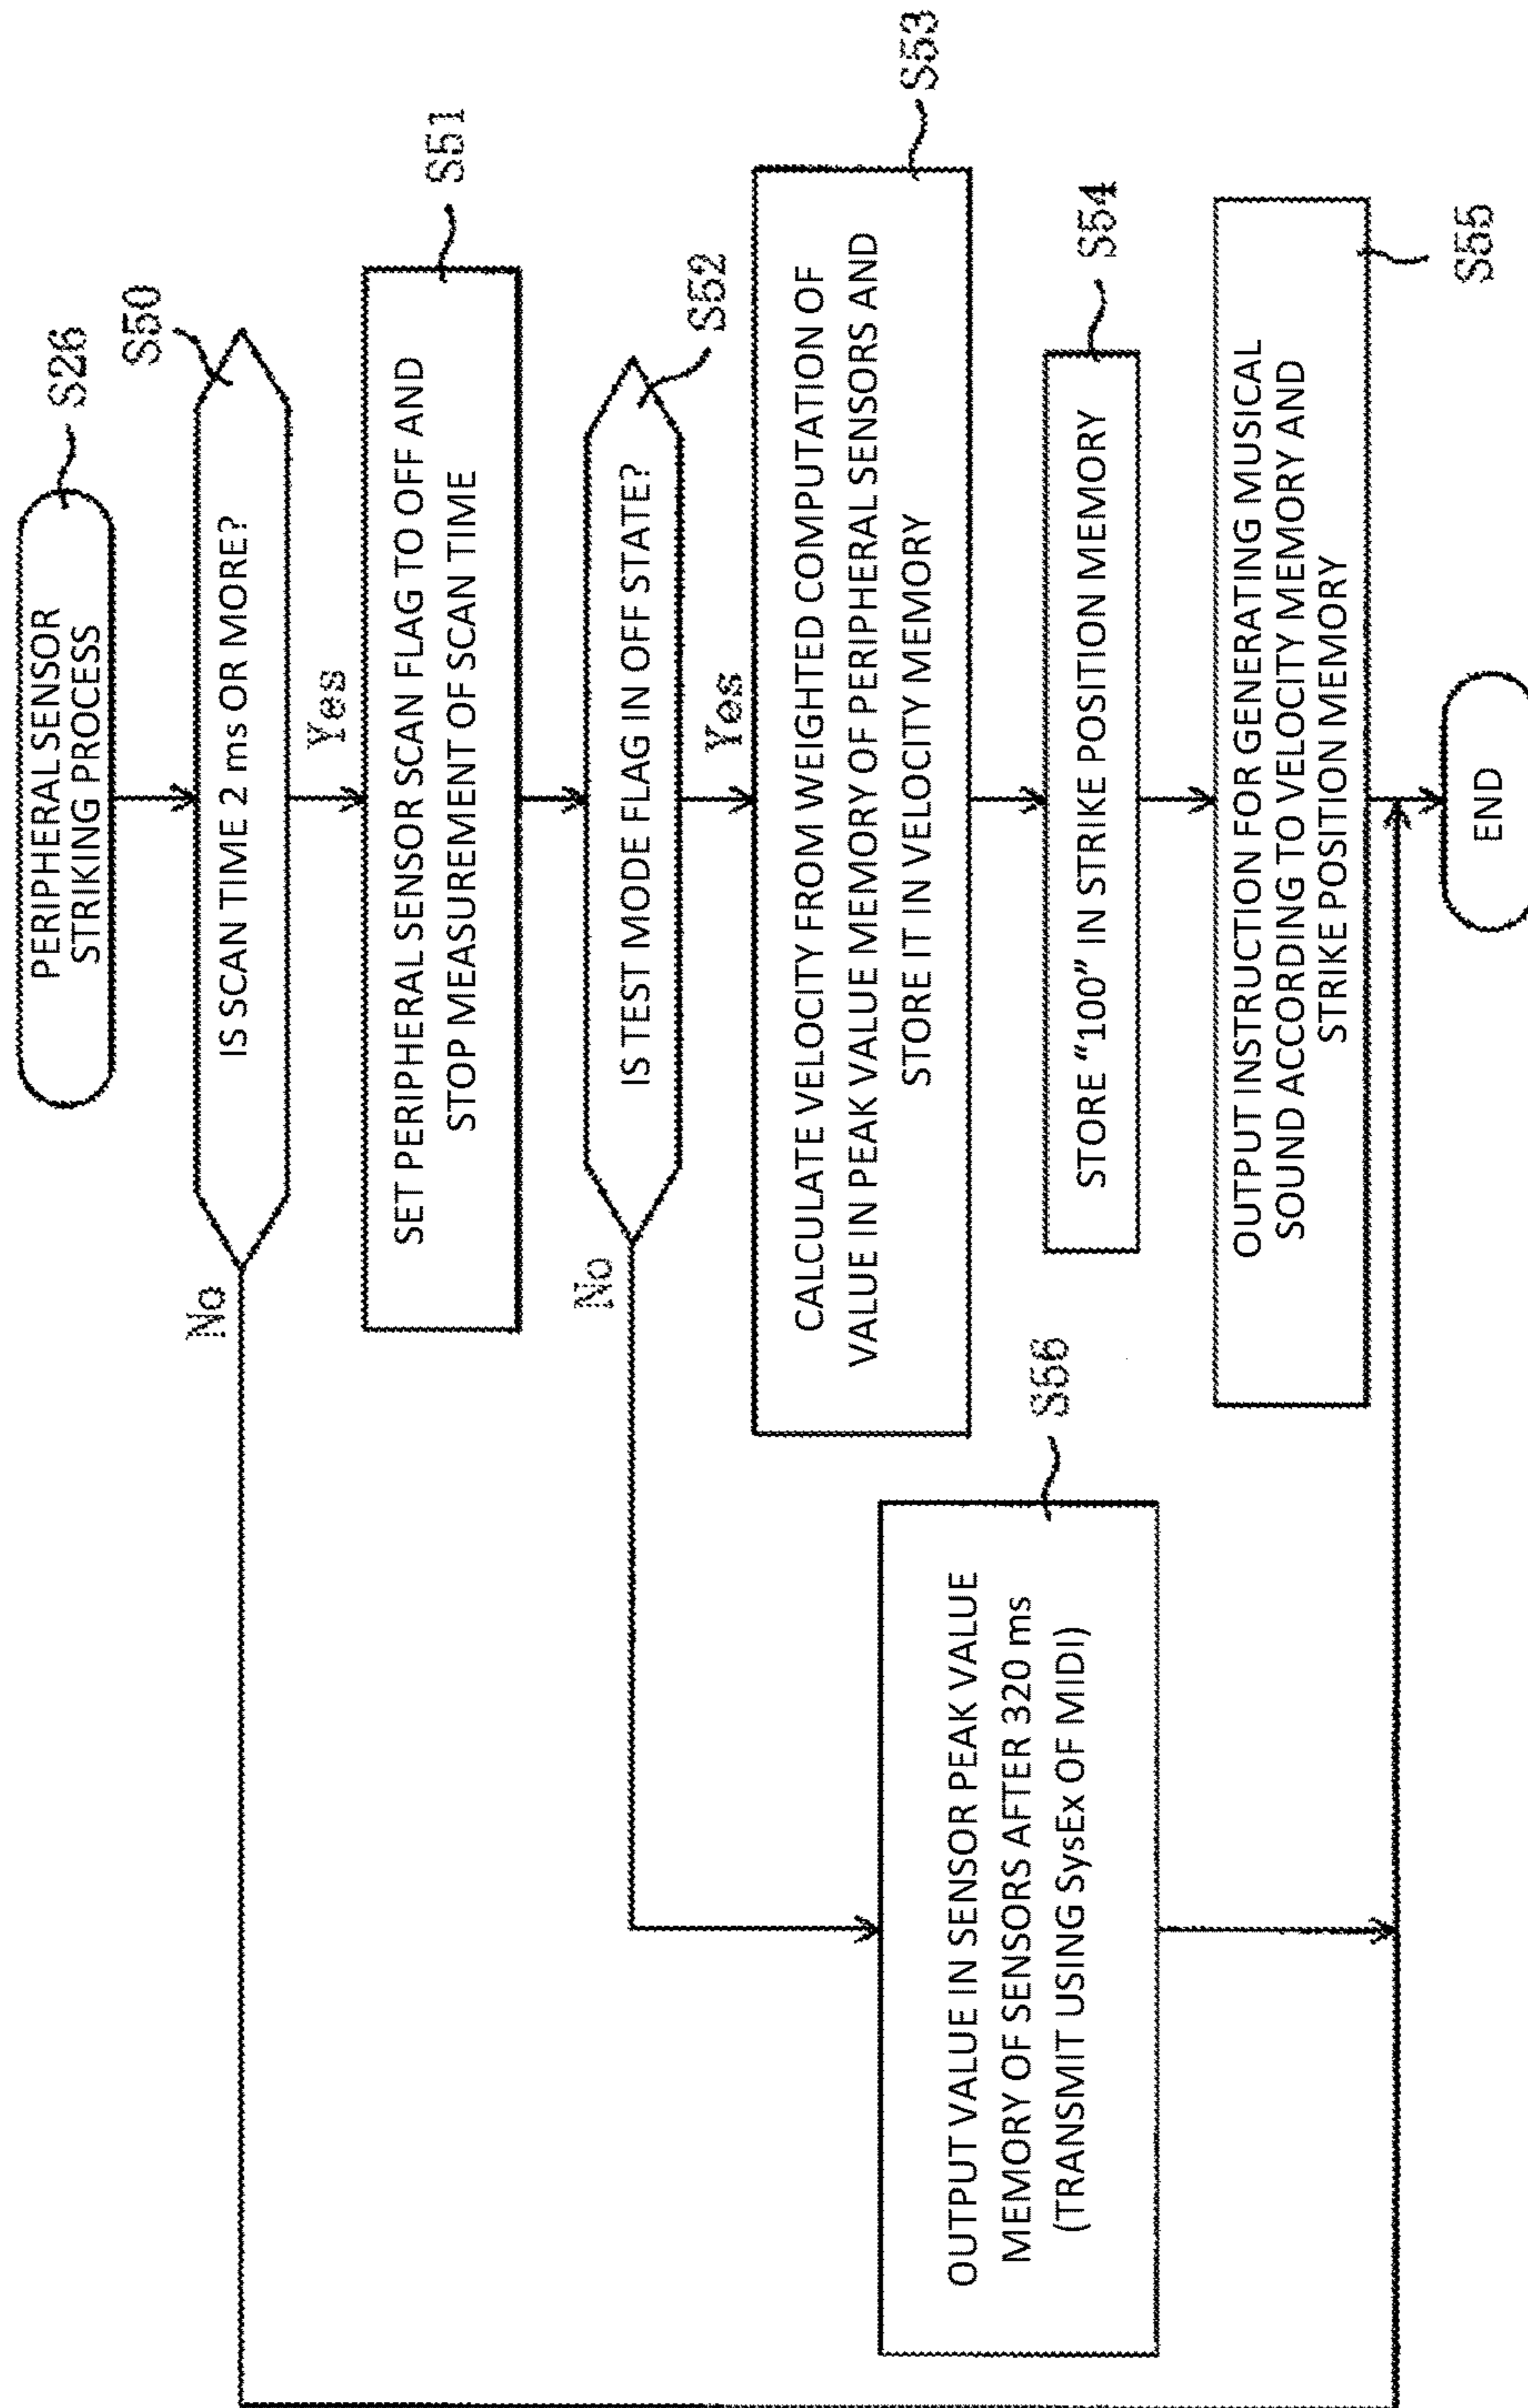 PERIPHERAL SENSOR
STRIKING PROCESS
S26
IS SCAN TIME 2 ms OR MORE?
S50
No
Yes
SET PERIPHERAL SENSOR SCAN FLAG TO OFF AND
STOP MEASUREMENT OF SCAN TIME
S51
IS TEST MODE FLAG IN OFF STATE?
S52
No
Yes
CALCULATE VELOCITY FROM WEIGHTED COMPUTATION OF
VALUE IN PEAK VALUE MEMORY OF PERIPHERAL SENSORS AND
STORE IT IN VELOCITY MEMORY
S53
STORE “100” IN STRIKE POSITION MEMORY
S54
OUTPUT INSTRUCTION FOR GENERATING MUSICAL
SOUND ACCORDING TO VELOCITY MEMORY AND
STRIKE POSITION MEMORY
S55
OUTPUT VALUE IN SENSOR PEAK VALUE
MEMORY OF SENSORS AFTER 320 ms
(TRANSMIT USING SysEx OF MIDI)
S56
END